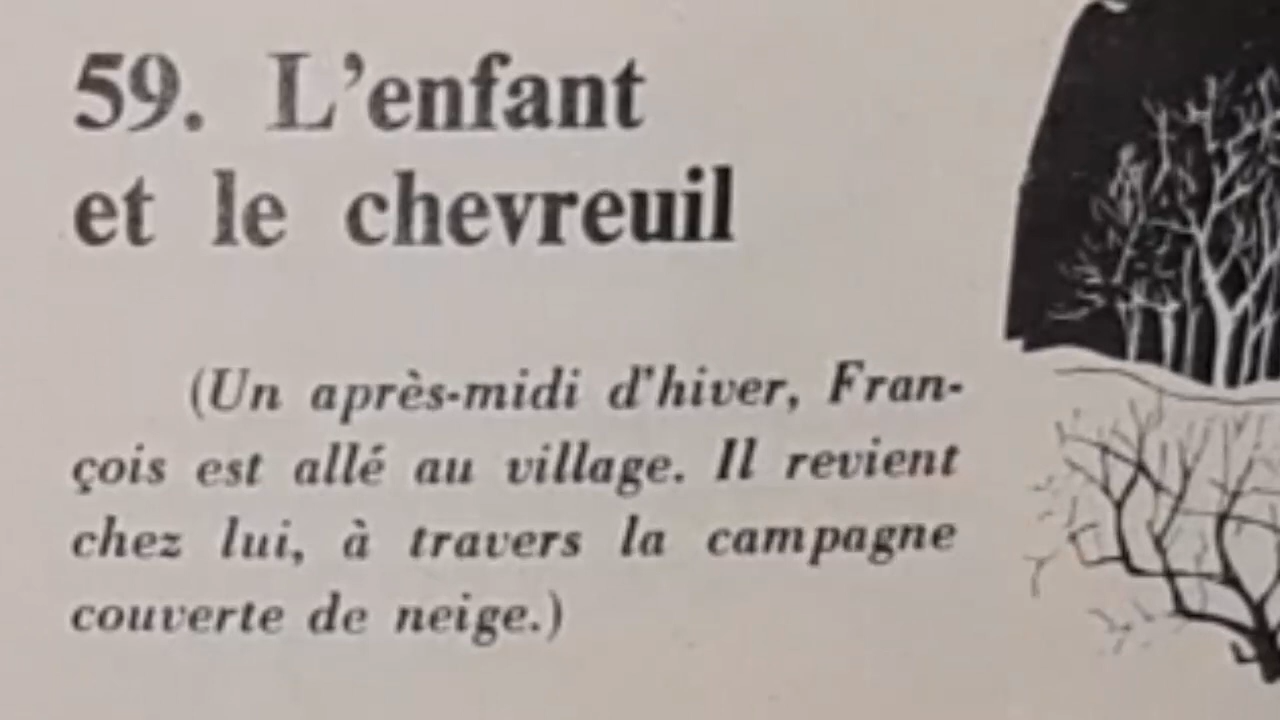 59. L'enfant
et le chevreuil
(Un après-midi d'hiver, Fran-
çois est allé au village. Il revient
chez lui, à travers la campagne
couverte de neige.)